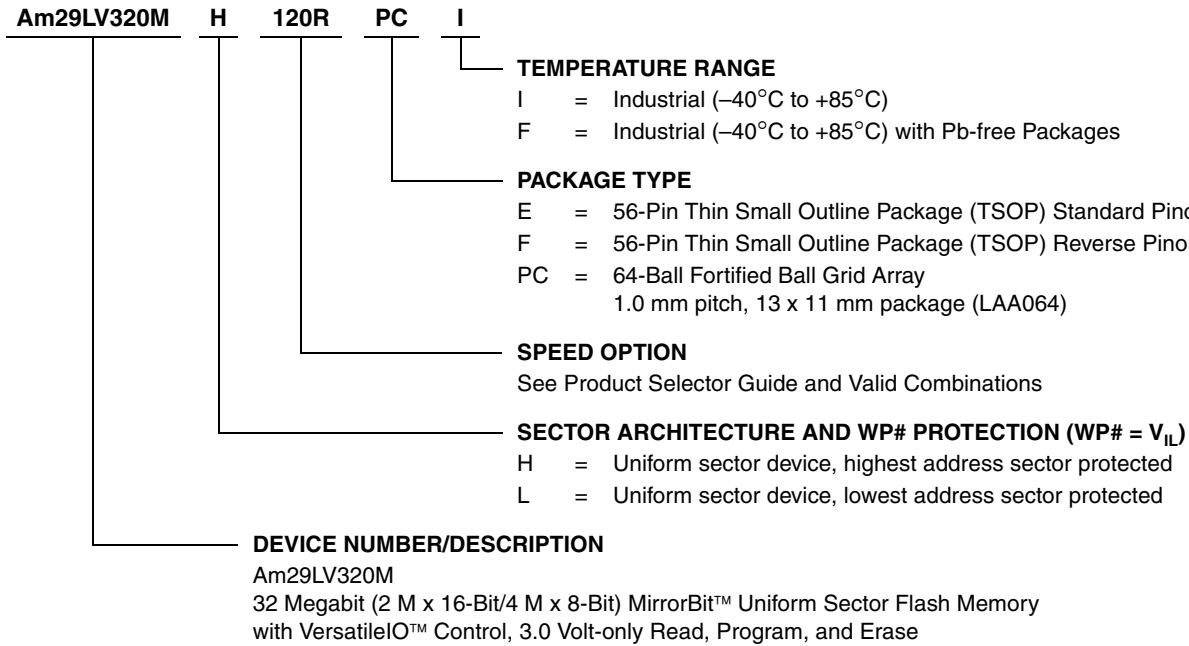 Am29LV320M H 120R PC I
TEMPERATURE RANGE
I = Industrial (–40°C to +85°C)
F = Industrial (–40°C to +85°C) with Pb-free Packages
PACKAGE TYPE
E = 56-Pin Thin Small Outline Package (TSOP) Standard
F = 56-Pin Thin Small Outline Package (TSOP) Reverse
PC = 64-Ball Fortified Ball Grid Array
1.0 mm pitch, 13 x 11 mm package (LAA064)
SPEED OPTION
See Product Selector Guide and Valid Combinations
SECTOR ARCHITECTURE AND WP# PROTECTION (WP# = VIL)
H = Uniform sector device, highest address sector protected
L = Uniform sector device, lowest address sector protected
DEVICE NUMBER/DESCRIPTION
Am29LV320M
32 Megabit (2 M x 16-Bit/4 M x 8-Bit) MirrorBit™ Uniform Sector Flash Memory
with VersatileIO™ Control, 3.0 Volt-only Read, Program, and Erase